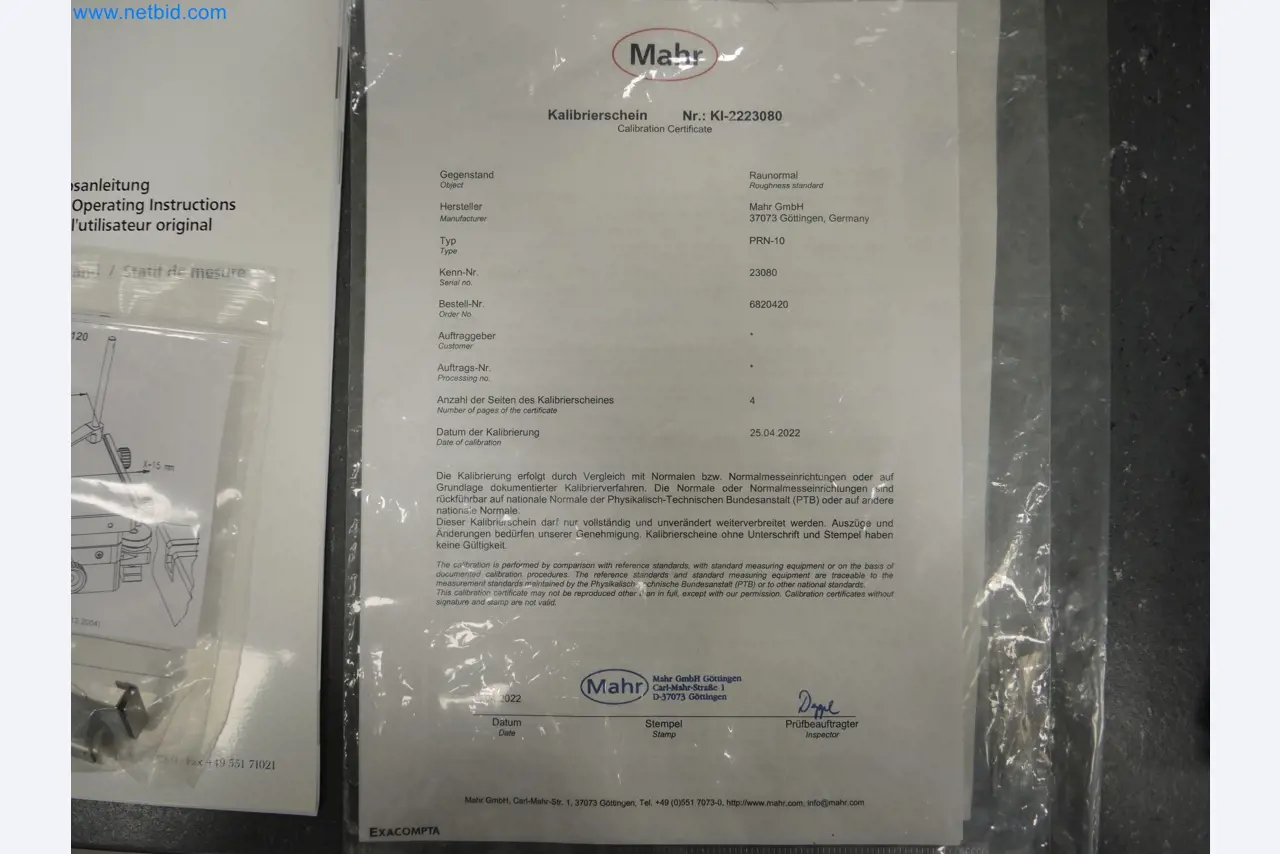 www.netbid.com
sanleitung
Operating Instructions
l'utilisateur original
/ Statif de mesure
120
X=15 mm
2004)
Fax +49 551 71021
Mahr
Kalibrierschein Nr.: KI-2223080
Calibration Certificate
Gegenstand Raunormal
Object Roughness standard
Hersteller Mahr GmbH
Manufacturer 37073 Göttingen, Germany
Typ PRN-10
Type
Kenn-Nr. 23080
Serial no.
Bestell-Nr. 6820420
Order No.
Auftraggeber *
Customer
Auftrags-Nr. *
Processing no.
Anzahl der Seiten des Kalibrierscheines 4
Number of pages of the certificate
Datum der Kalibrierung 25.04.2022
Date of calibration
Die Kalibrierung erfolgt durch Vergleich mit Normalen bzw. Normalmesseinrichtungen oder auf
Grundlage dokumentierter Kalibrierverfahren. Die Normale oder Normalmesseinrichtungen sind
rückführbar auf nationale Normale der Physikalisch-Technischen Bundesanstalt (PTB) oder auf andere
nationale Normale.
Dieser Kalibrierschein darf nur vollständig und unverändert weiterverbreitet werden. Auszüge und
Änderungen bedürfen unserer Genehmigung. Kalibrierscheine ohne Unterschrift und Stempel haben
keine Gültigkeit.
The calibration is performed by comparison with reference standards, with standard measuring equipment or on the basis of
documented calibration procedures. The reference standards and standard measuring equipment are traceable to the
measurement standards maintained by the Physikalisch-Technische Bundesanstalt (PTB) or to other national standards.
This calibration certificate may not be reproduced other than in full, except with our permission. Calibration certificates without
signature and stamp are not valid.
2022
Mahr
Mahr GmbH Göttingen
Carl-Mahr-Straße 1
D-37073 Göttingen
Datum Stempel Prüfbeauftragter
Date Stamp Inspector
Mahr GmbH, Carl-Mahr-Str. 1, 37073 Göttingen, Tel. +49 (0)551 7073-0, http://www.mahr.com, info@mahr.com
EXACOMPTA